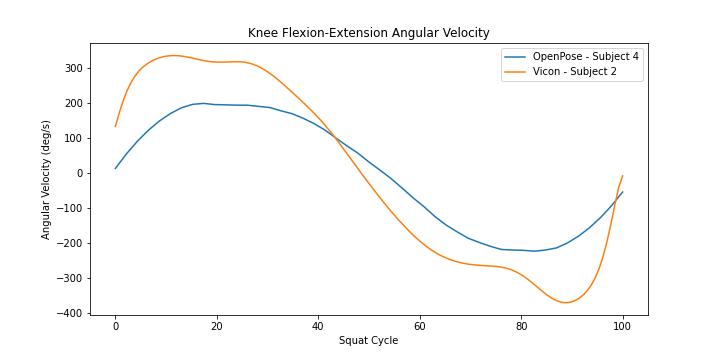 Knee Flexion-Extension Angular Velocity
OpenPose - Subject 4
Vicon - Subject 2
Angular Velocity (deg/s)
300
200
100
0
−100
−200
−300
−400
0 20 40 60 80 100
Squat Cycle